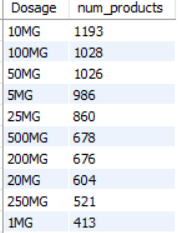 Dosage num_products
10MG 1193
100MG 1028
50MG 1026
5MG 986
25MG 860
500MG 678
200MG 676
20MG 604
250MG 521
1MG 413